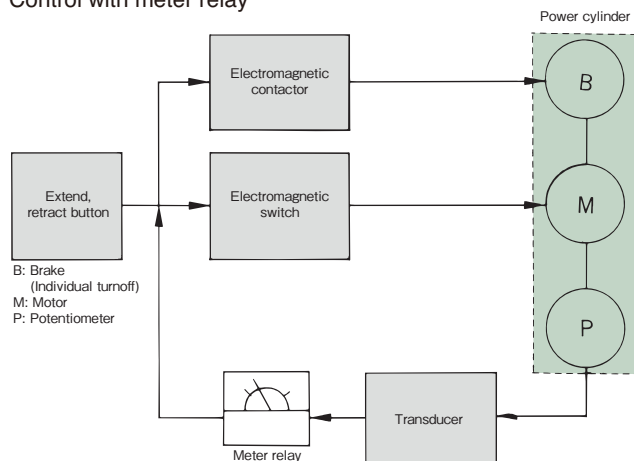 Control with meter relay
Power cylinder
Electromagnetic
contactor
B
Extend,
retract button
Electromagnetic
switch
M
B: Brake
(Individual turnoff)
M: Motor
P: Potentiometer
P
Transducer
Meter relay